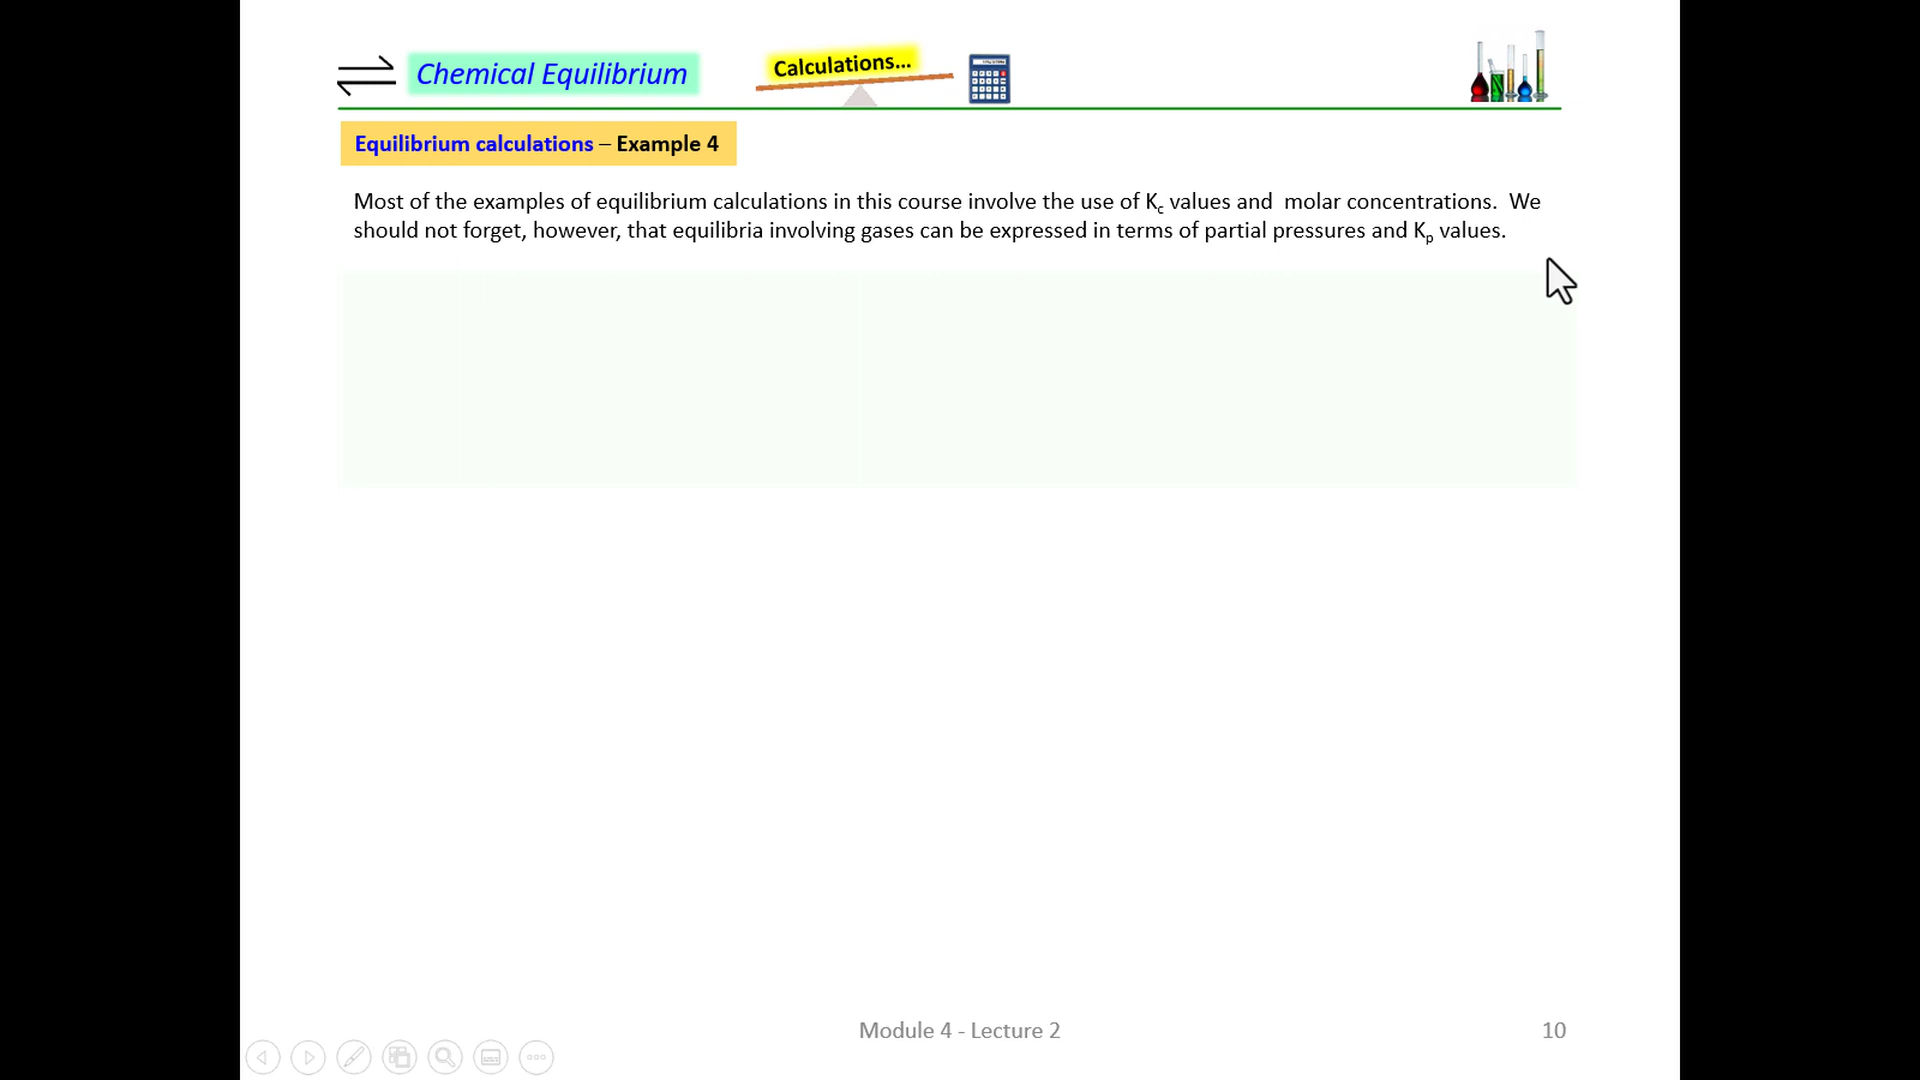 Chemical Equilibrium
Calculations...
Equilibrium calculations – Example 4
Most of the examples of equilibrium calculations in this course involve the use of Kc values and  molar concentrations.  We
should not forget, however, that equilibria involving gases can be expressed in terms of partial pressures and Kp values.
Module 4 - Lecture 2
10